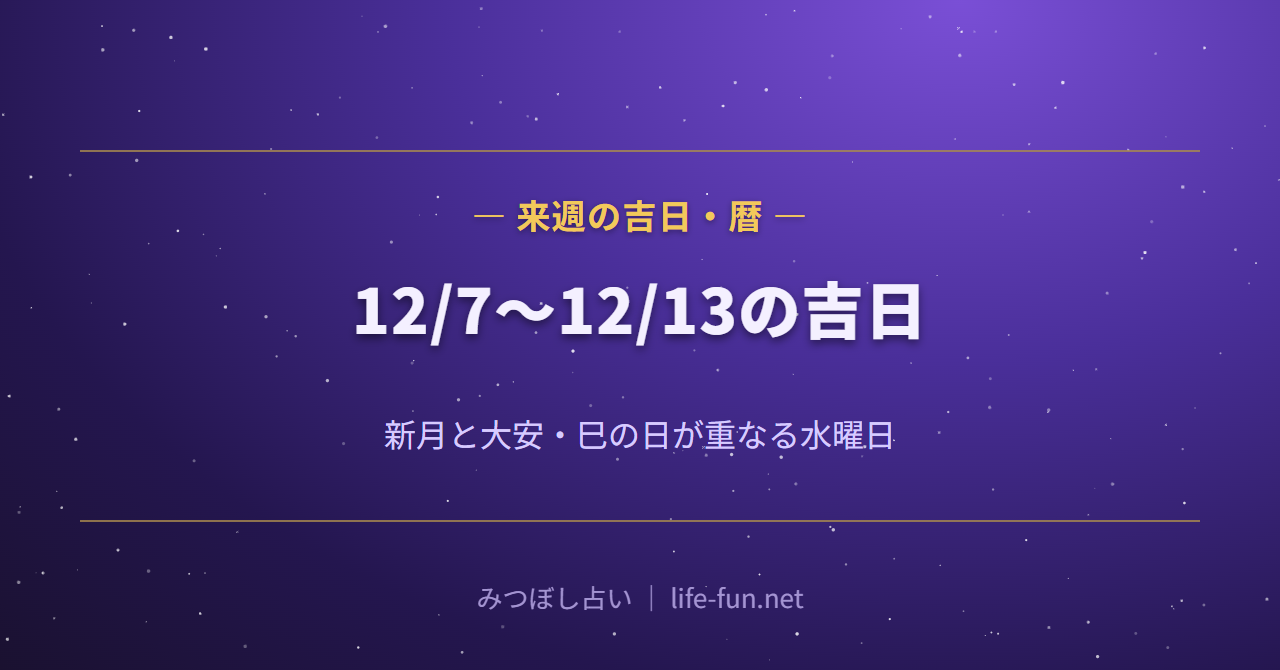 — 来週の吉日・暦 —
12/7〜12/13の吉日
新月と大安・巳の日が重なる水曜日
みつぼし占い｜life-fun.net